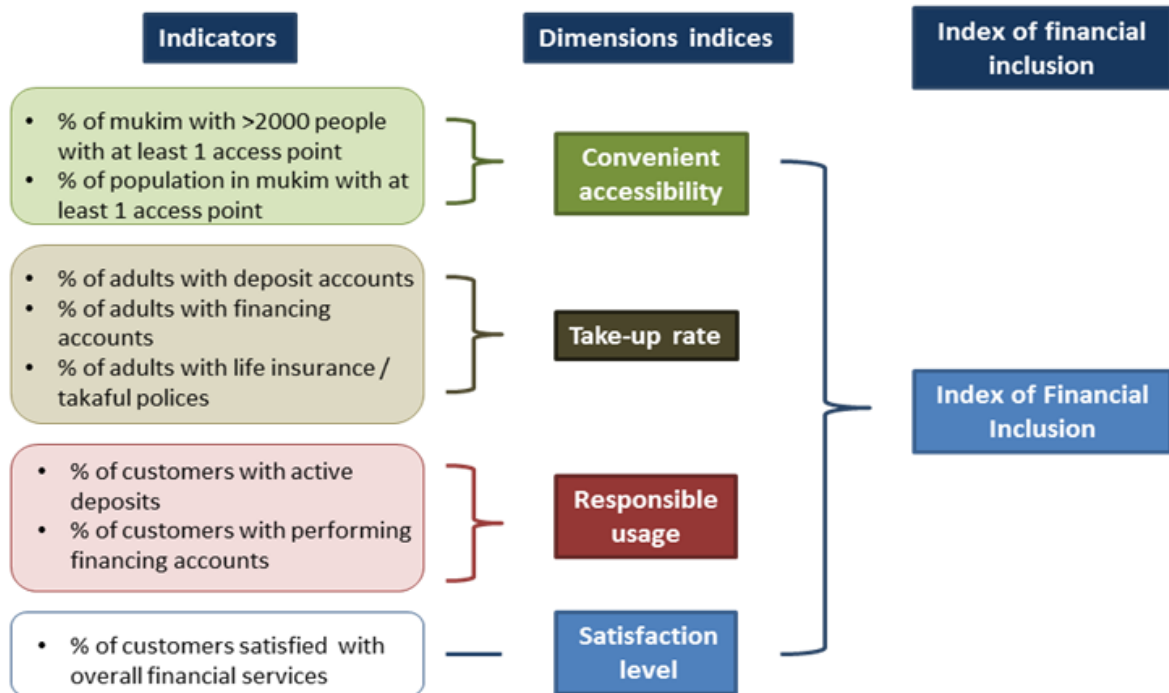 Indicators
Dimensions indices
Index of financial
inclusion
• % of mukim with >2000 people
with at least 1 access point
• % of population in mukim with at
least 1 access point
Convenient
accessibility
• % of adults with deposit accounts
• % of adults with financing
accounts
• % of adults with life insurance /
takaful polices
Take-up rate
Index of Financial
Inclusion
• % of customers with active
deposits
• % of customers with performing
financing accounts
Responsible
usage
• % of customers satisfied with
overall financial services
Satisfaction
level